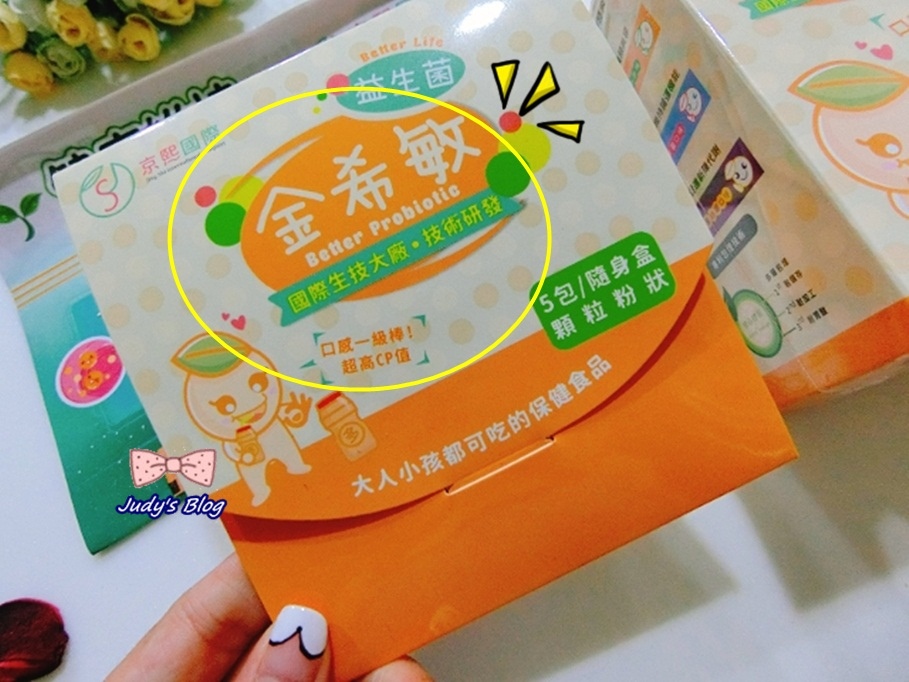 Better Life
益生菌
京熙國際
金希敏
Better Probiotic
國際生技大廠•技術研發
5包/隨身盒
顆粒粉狀
口感一級棒!
超高CP值
多
大人小孩都可吃的保健食品
Judy's Blog